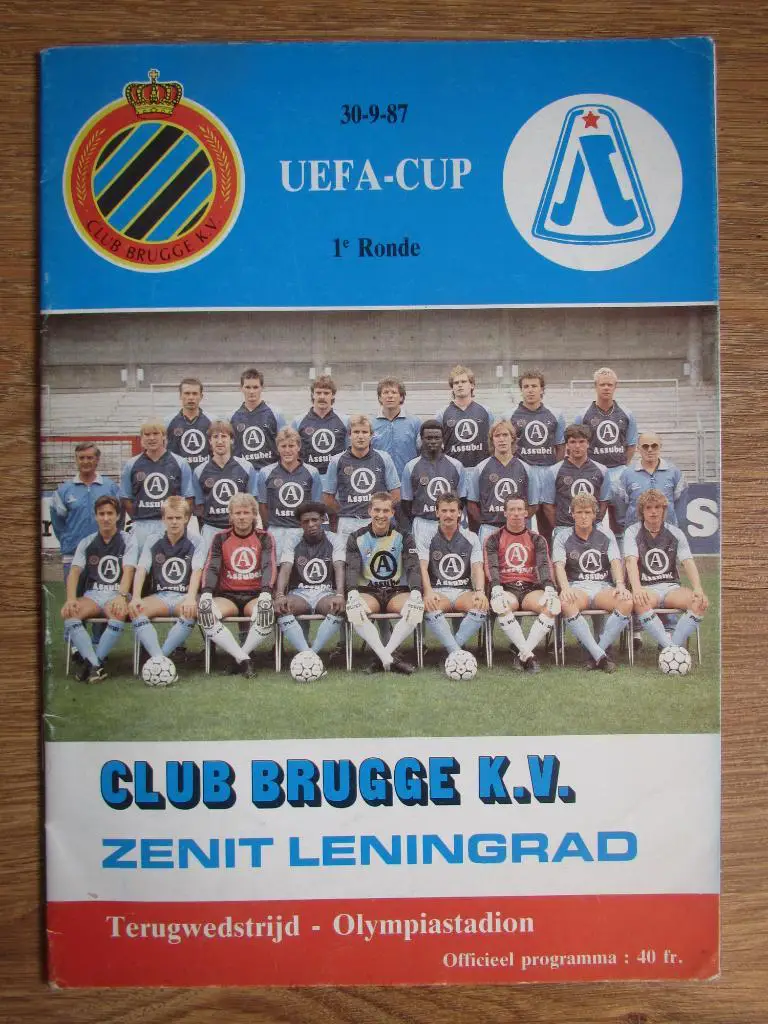 30-9-87
UEFA-CUP
1e Ronde
CLUB BRUGGE K.V.
Л
A
Assubel
S
CLUB BRUGGE K.V.
ZENIT LENINGRAD
Terugwedstrijd - Olympiastadion
Officieel programma : 40 fr.